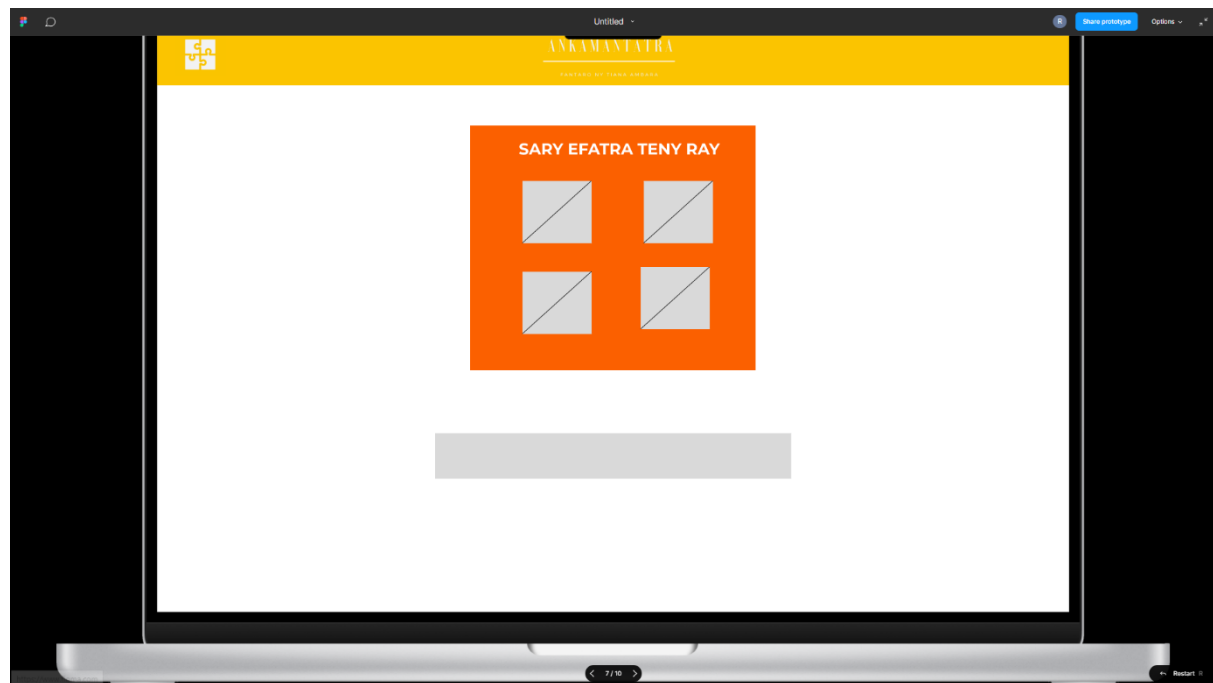 Untitled
R
Share prototype
Options
ANKAMANTATRA
SARY EFATRA TENY RAY
7 / 10
Restart R